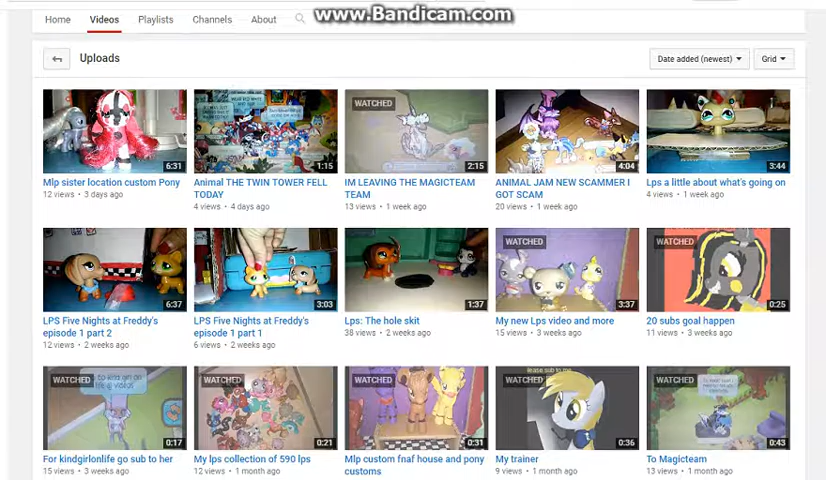 www.Bandicam.com
Home Videos Playlists Channels About
Uploads
Date added (newest) Grid
WATCHED
6:31 1:15 2:15 4:04 3:44
Mlp sister location custom Pony
12 views • 3 days ago
Animal THE TWIN TOWER FELL
TODAY
4 views • 4 days ago
IM LEAVING THE MAGICTEAM
TEAM
13 views • 1 week ago
ANIMAL JAM NEW SCAMMER I
GOT SCAM
20 views • 1 week ago
Lps a little about what's going on
4 views • 1 week ago
WATCHED WATCHED
6:37 3:03 1:37 3:37 0:25
LPS Five Nights at Freddy's
episode 1 part 2
12 views • 2 weeks ago
LPS Five Nights at Freddy's
episode 1 part 1
6 views • 2 weeks ago
Lps: The hole skit
38 views • 2 weeks ago
My new Lps video and more
15 views • 3 weeks ago
20 subs goal happen
11 views • 3 weeks ago
WATCHED WATCHED WATCHED WATCHED WATCHED
0:17 0:21 0:31 0:36 0:43
For kindgirlonlife go sub to her
15 views • 3 weeks ago
My lps collection of 590 lps
12 views • 1 month ago
Mlp custom fnaf house and pony
customs
My trainer
9 views • 1 month ago
To Magicteam
13 views • 1 month ago